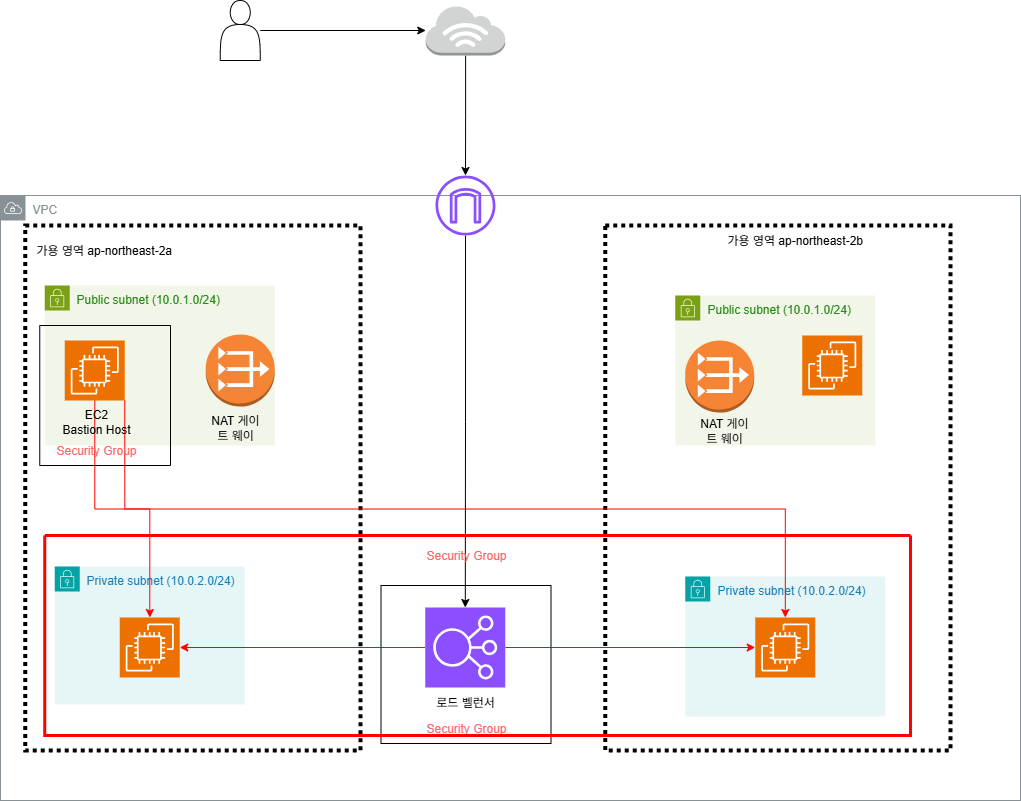 VPC
가용 영역 ap-northeast-2a
가용 영역 ap-northeast-2b
Public subnet (10.0.1.0/24)
Public subnet (10.0.1.0/24)
EC2
Bastion Host
Security Group
NAT 게이
트 웨이
NAT 게이
트 웨이
Security Group
Private subnet (10.0.2.0/24)
Private subnet (10.0.2.0/24)
로드 벨런서
Security Group